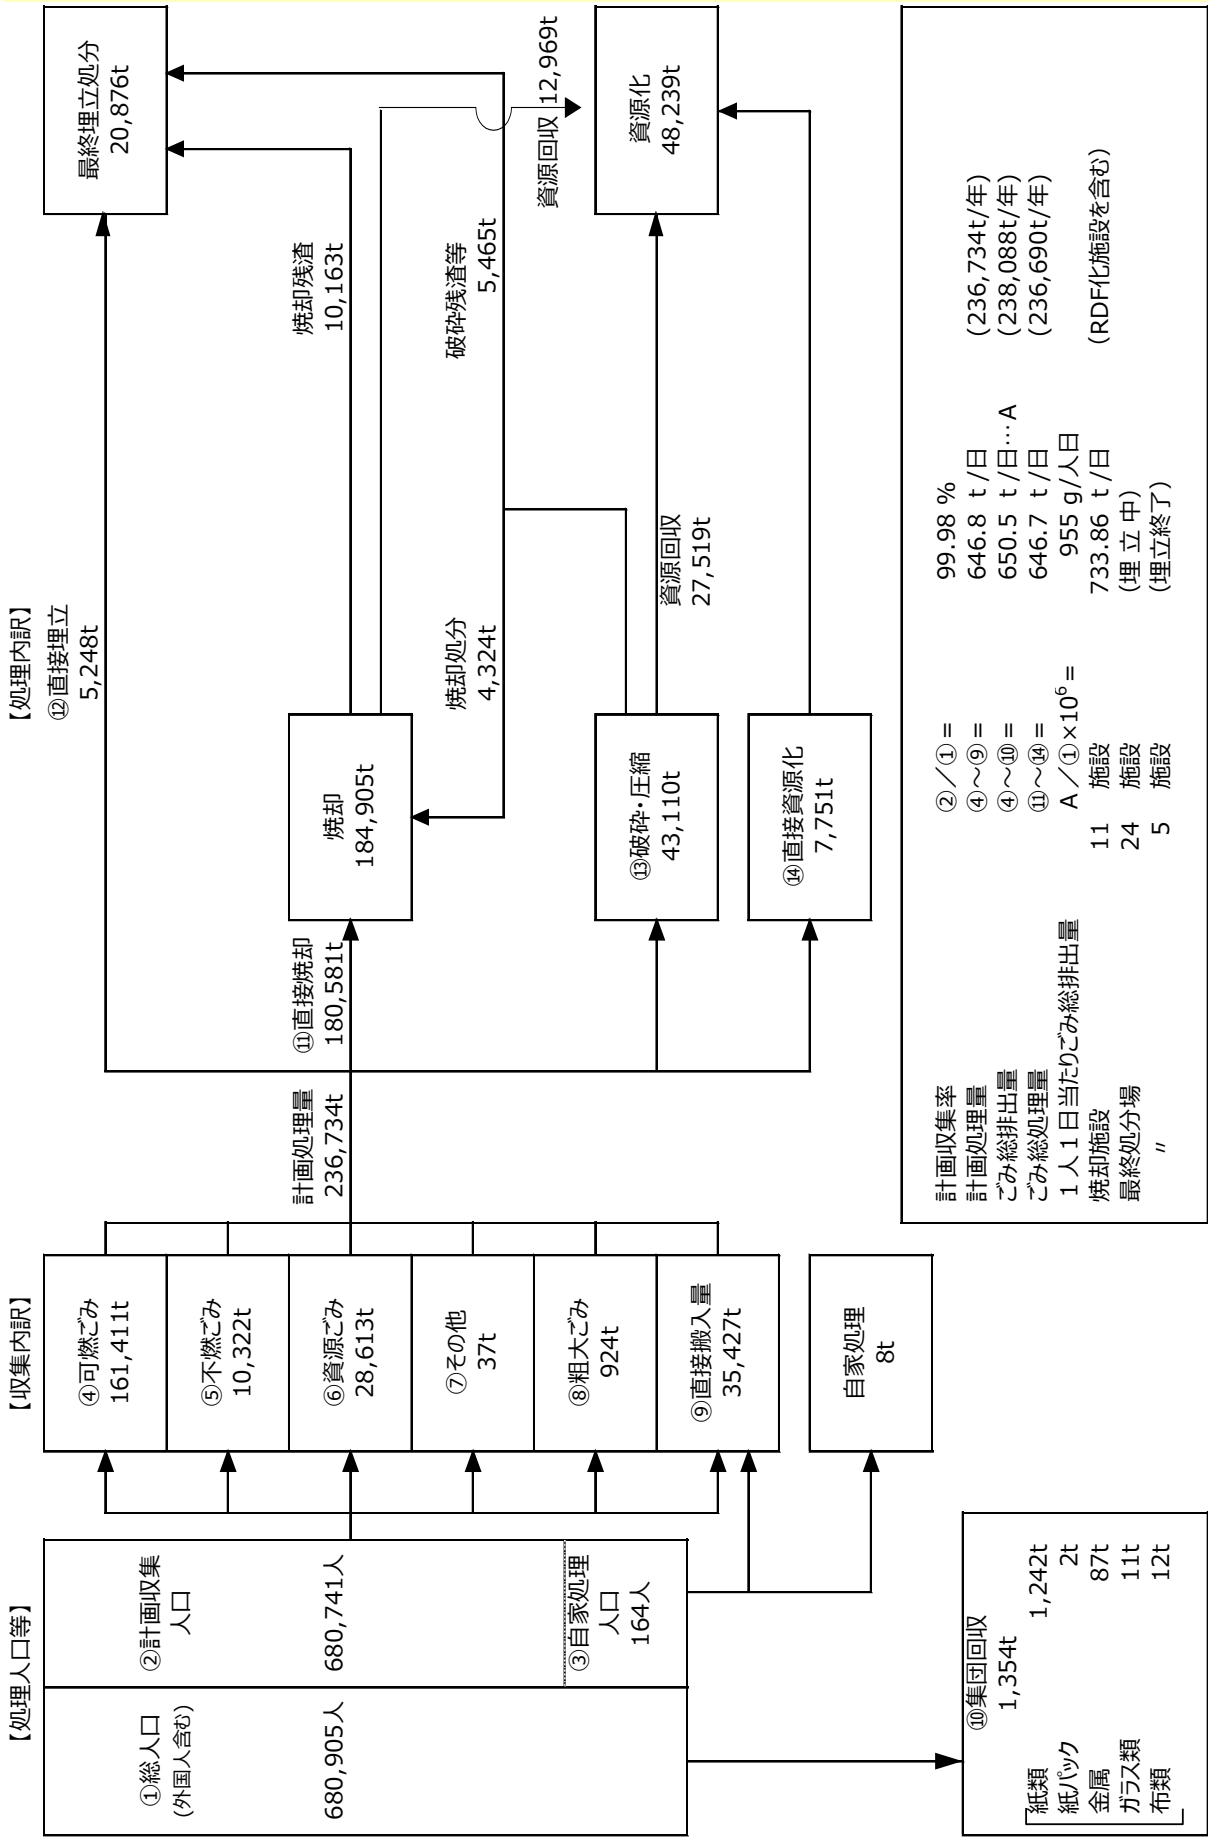 【処理人口等】
①総人口
(外国人含む)
680,905人
②計画収集
人口
680,741人
③自家処理
人口
164人
⑩集団回収
1,354t
紙類 1,242t
紙パック 2t
金属 87t
ガラス類 11t
布類 12t
【収集内訳】
④可燃ごみ
161,411t
⑤不燃ごみ
10,322t
⑥資源ごみ
28,613t
⑦その他
37t
⑧粗大ごみ
924t
⑨直接搬入量
35,427t
自家処理
8t
計画処理量
236,734t
【処理内訳】
⑫直接埋立
5,248t
⑪直接焼却
180,581t
焼却
184,905t
焼却処分
4,324t
⑬破砕・圧縮
43,110t
⑭直接資源化
7,751t
資源回収
27,519t
焼却残渣
10,163t
破砕残渣等
5,465t
資源回収 12,969t
最終埋立処分
20,876t
資源化
48,239t
計画収集率 ②／①= 99.98 %
計画処理量 ④～⑨= 646.8 ｔ/日 (236,734t/年)
ごみ総排出量 ④～⑩= 650.5 ｔ/日…A (238,088t/年)
ごみ総処理量 ⑪～⑭= 646.7 ｔ/日 (236,690t/年)
１人１日当たりごみ総排出量 A／①×10⁶= 955 g/人日
焼却施設 11 施設 733.86 ｔ/日 (RDF化施設を含む)
最終処分場 24 施設 (埋 立 中)
〃 5 施設 (埋立終了)